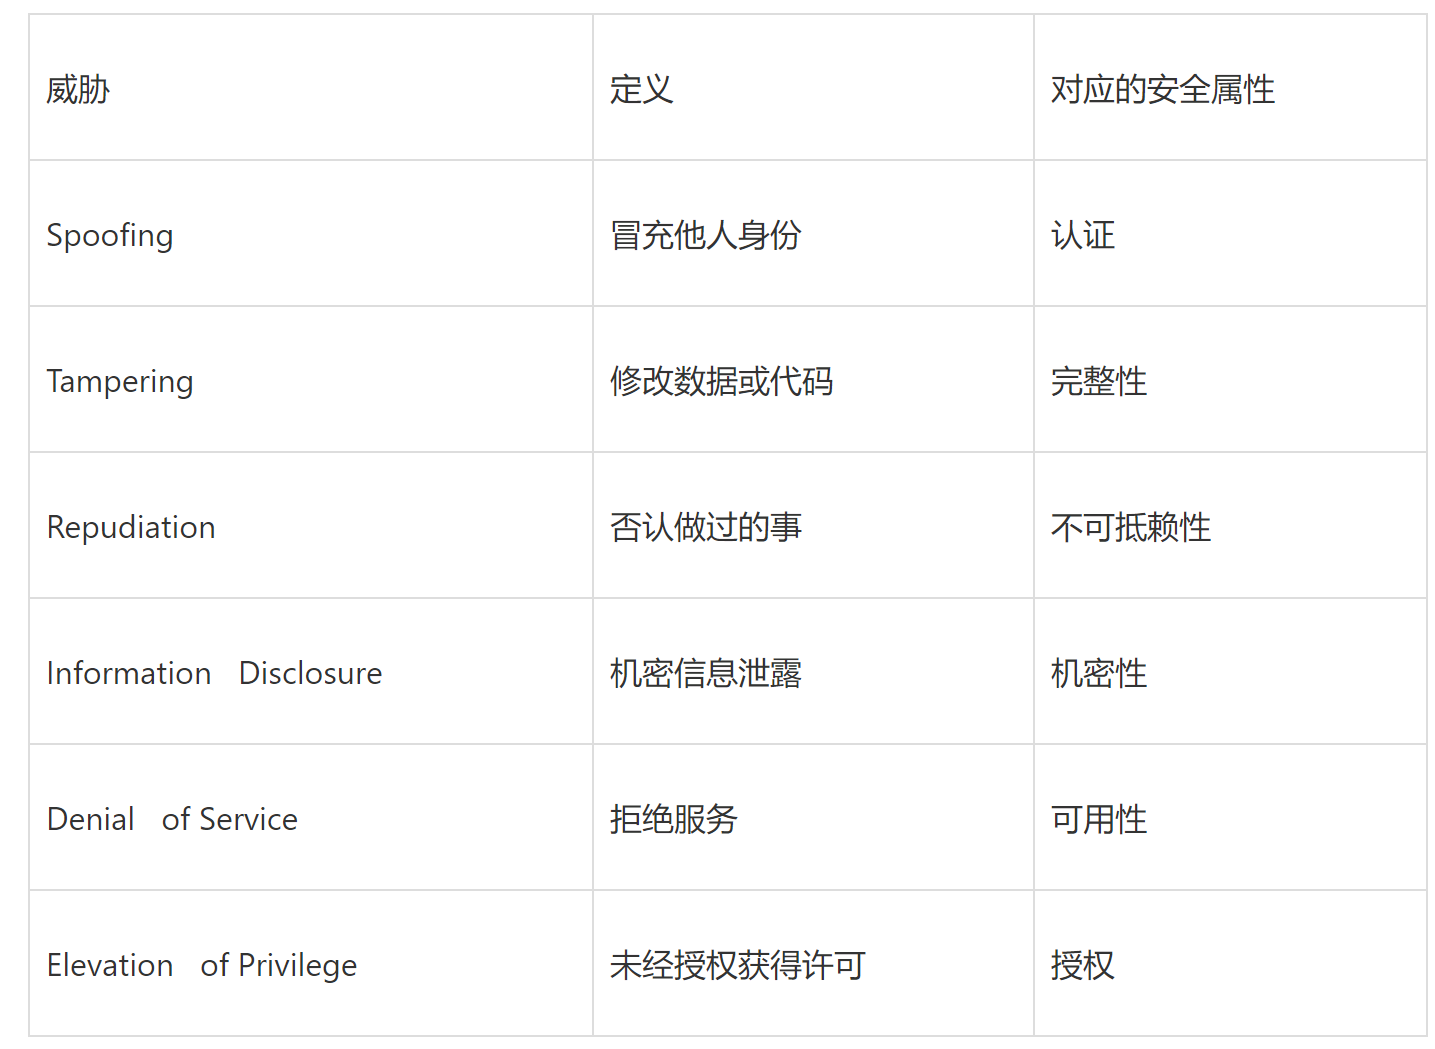 威胁 定义 对应的安全属性
Spoofing 冒充他人身份 认证
Tampering 修改数据或代码 完整性
Repudiation 否认做过的事 不可抵赖性
Information Disclosure 机密信息泄露 机密性
Denial of Service 拒绝服务 可用性
Elevation of Privilege 未经授权获得许可 授权